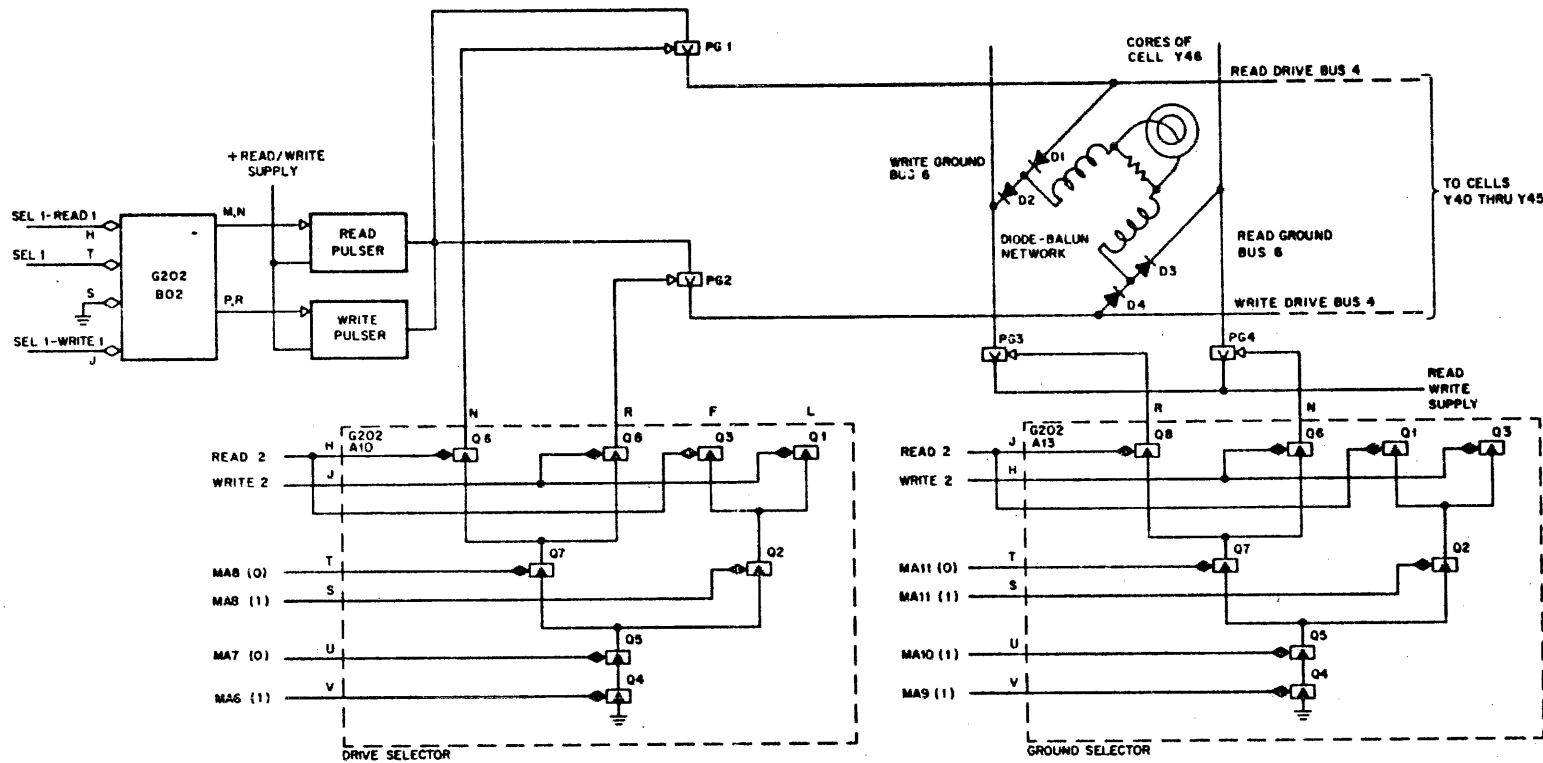 PG 1
CORES OF
CELL Y46
READ DRIVE BUS 4
+ READ/WRITE
SUPPLY
WRITE GROUND
BUS 6
D1
D2
TO CELLS
Y40 THRU Y45
SEL 1-READ 1
H
M,N
READ
PULSER
SEL 1
T
G202
B02
S
P,R
WRITE
PULSER
SEL 1-WRITE 1
J
PG2
DIODE-BALUN
NETWORK
READ GROUND
BUS 6
D3
D4
WRITE DRIVE BUS 4
PG3
PG4
READ
WRITE
SUPPLY
N
R
F
L
R
N
READ 2
H
G202
A10
Q6
Q8
Q3
Q1
WRITE 2
J
MA8 (0)
T
Q7
Q2
MA8 (1)
S
MA7 (0)
U
Q5
MA6 (1)
V
Q4
DRIVE SELECTOR
READ 2
J
G202
A13
Q8
Q6
Q1
Q3
WRITE 2
H
MA11 (0)
T
Q7
Q2
MA11 (1)
S
MA10 (1)
U
Q5
MA9 (1)
V
Q4
GROUND SELECTOR